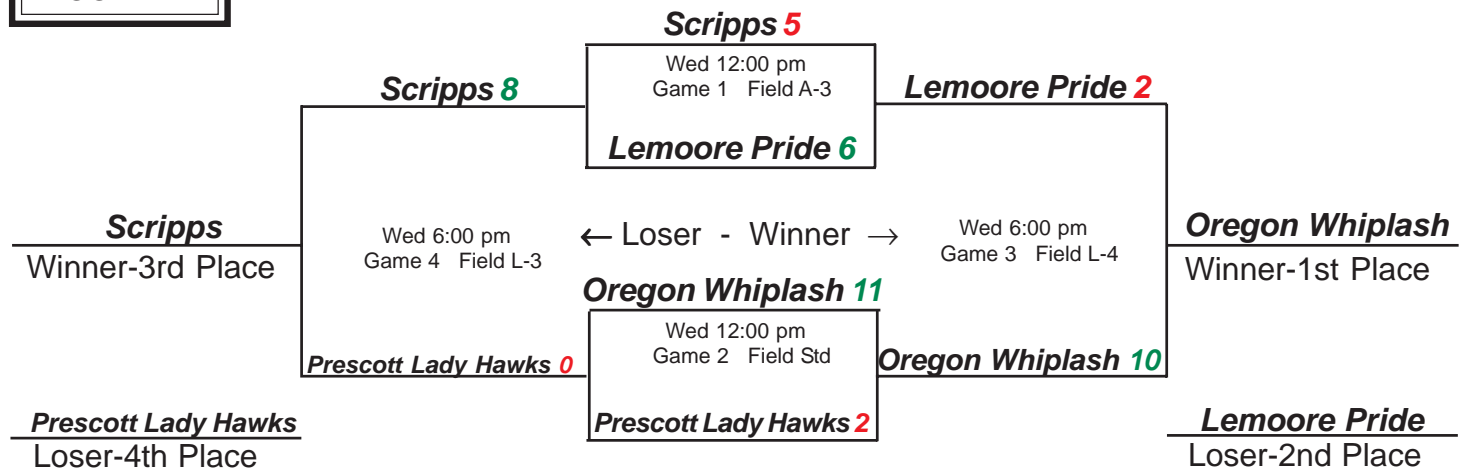 Scripps 5
Wed 12:00 pm
Game 1 Field A-3
Scripps 8
Lemoore Pride 2
Lemoore Pride 6
Scripps
Winner-3rd Place
Wed 6:00 pm
Game 4 Field L-3
← Loser - Winner →
Wed 6:00 pm
Game 3 Field L-4
Oregon Whiplash
Winner-1st Place
Oregon Whiplash 11
Wed 12:00 pm
Game 2 Field Std
Prescott Lady Hawks 0
Oregon Whiplash 10
Prescott Lady Hawks 2
Prescott Lady Hawks
Loser-4th Place
Lemoore Pride
Loser-2nd Place